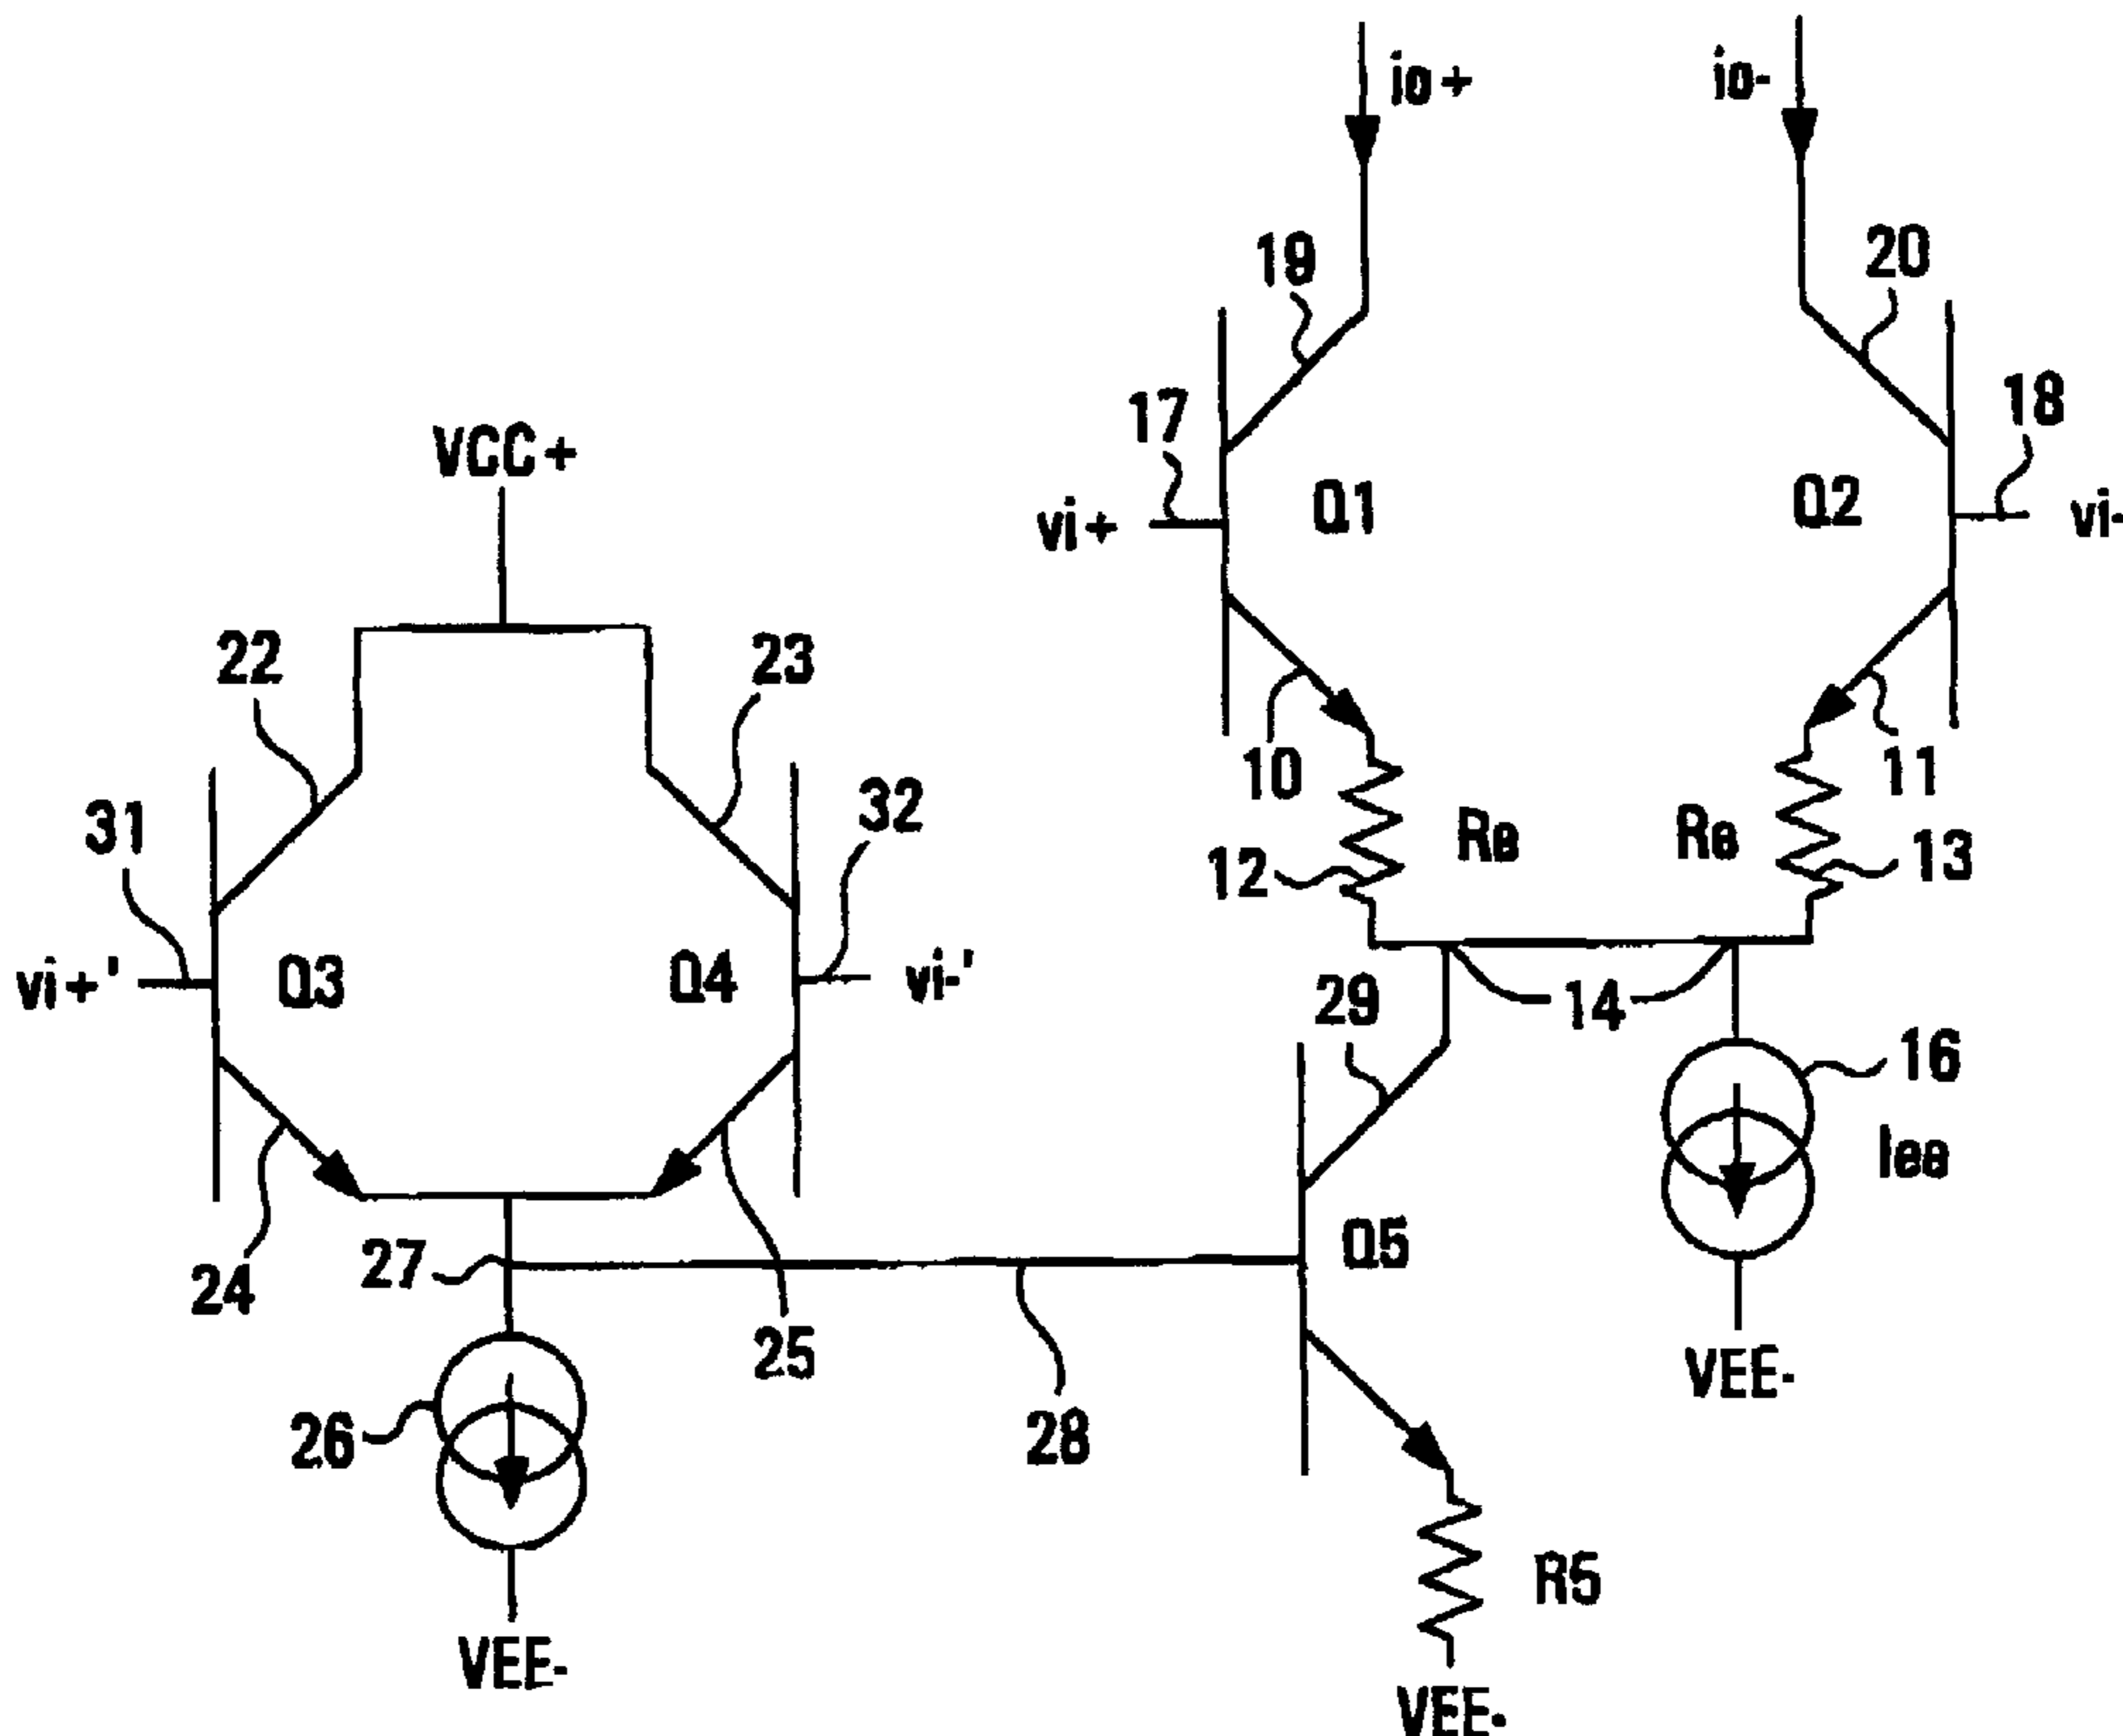 io+
io-
19
20
17
18
VCC+
Q1
Q2
vi+
vi-
22
23
10
11
31
32
Re
Re
12
13
vi+'
Q3
Q4
vi-'
29
14
16
Iee
24
27
Q5
25
26
28
VEE-
R5
VEE-
VEE-